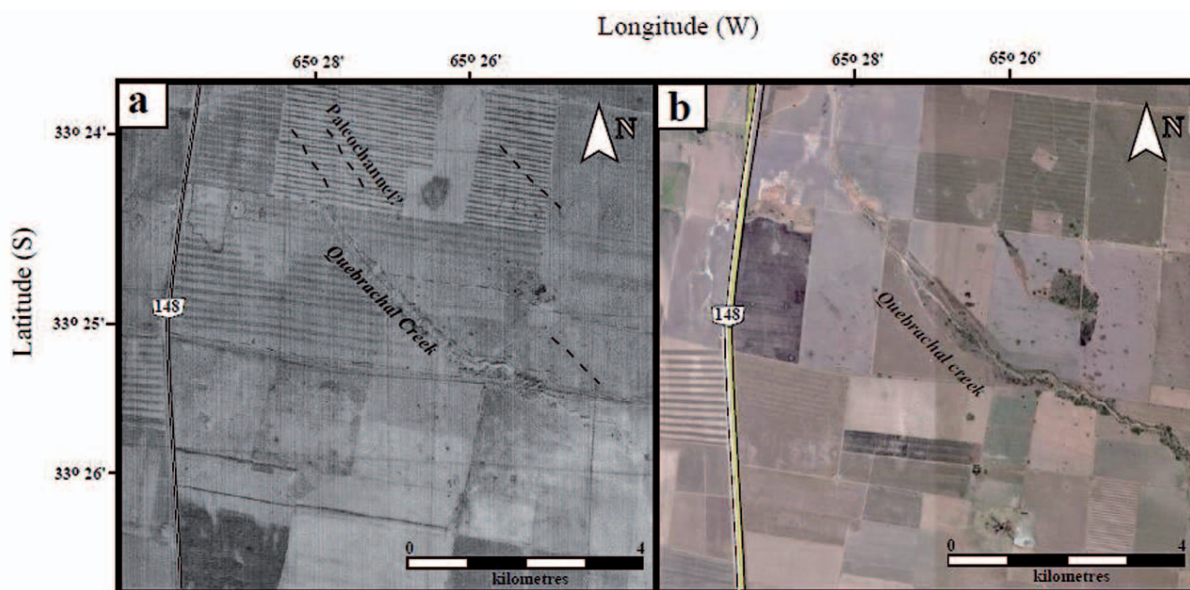 Longitude (W)
65º 28'
65º 26'
65º 28'
65º 26'
a
b
N
N
33º 24'
Paleochannel?
Latitude (S)
Quebrachal Creek
Quebrachal creek
148
148
33º 25'
33º 26'
0
4
kilometres
0
4
kilometres